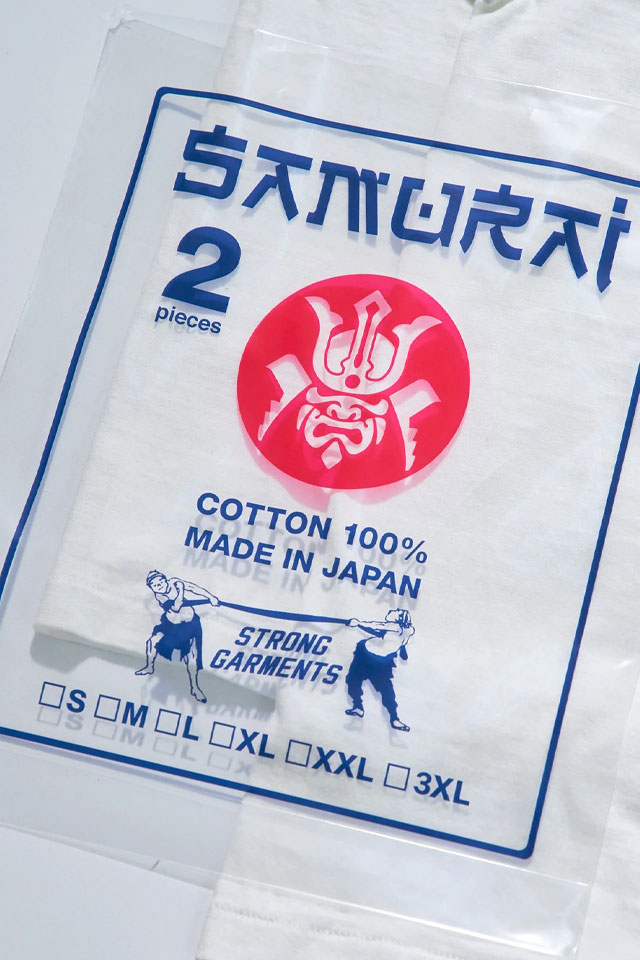 SAMURAI
2
pieces
COTTON 100%
MADE IN JAPAN
STRONG
GARMENTS
□S □M □L □XL □XXL □3XL